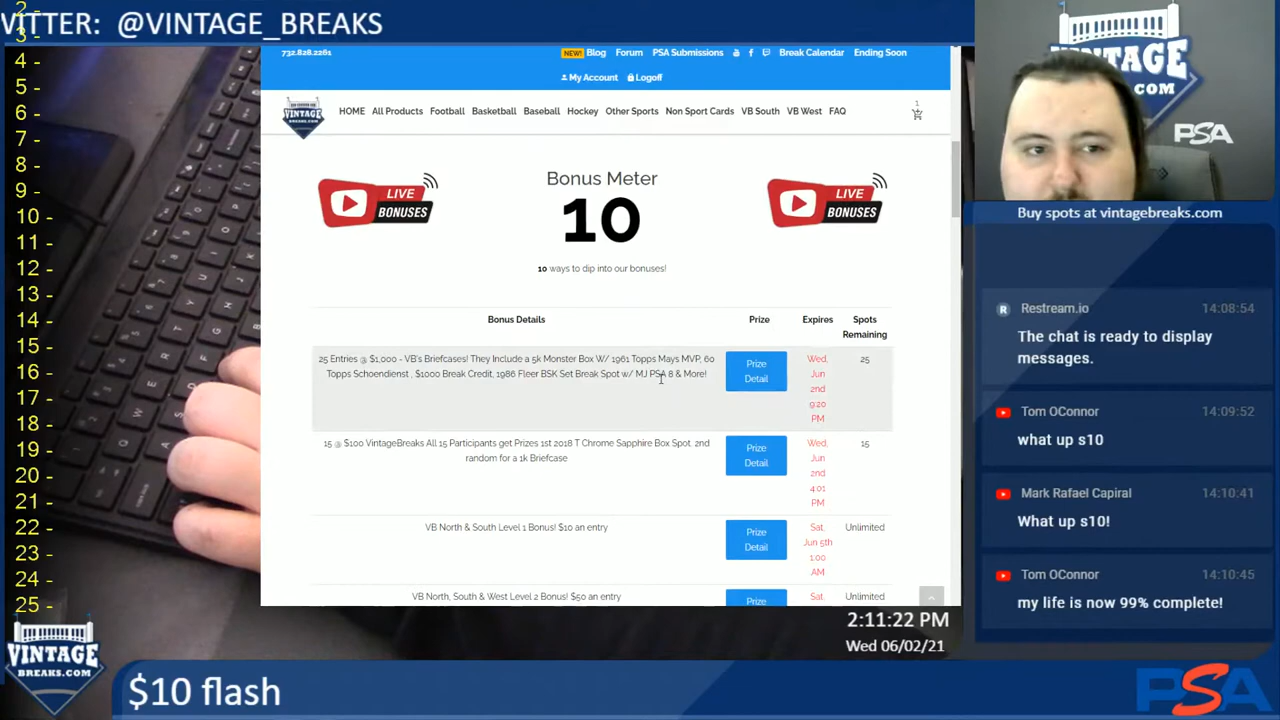 VITTER: @VINTAGE_BREAKS
2-
3-
4 -
5 -
6 -
7 -
8 -
9 -
10 -
11 -
12 -
13 -
14 -
15 -
16 -
17 -
18 -
19 -
20 -
21 -
22 -
23 -
24 -
25 -
732.828.2261
NEW! Blog Forum PSA Submissions Break Calendar Ending Soon
My Account Logoff
VINTAGE BREAKS.COM
HOME All Products Football Basketball Baseball Hockey Other Sports Non Sport Cards VB South VB West FAQ 1
LIVE BONUSES
Bonus Meter
10
10 ways to dip into our bonuses!
LIVE BONUSES
Bonus Details Prize Expires Spots Remaining
25 Entries @ $1,000 - VB's Briefcases! They Include a 5k Monster Box W/ 1961 Topps Mays MVP, 60
Topps Schoendienst , $1000 Break Credit, 1986 Fleer BSK Set Break Spot w/ MJ PSA 8 & More!
Prize Detail
Wed, Jun 2nd 9:20 PM
25
15 @ $100 VintageBreaks All 15 Participants get Prizes 1st 2018 T Chrome Sapphire Box Spot. 2nd
random for a 1k Briefcase
Prize Detail
Wed, Jun 2nd 4:01 PM
15
VB North & South Level 1 Bonus! $10 an entry
Prize Detail
Sat, Jun 5th 1:00 AM
Unlimited
VB North, South & West Level 2 Bonus! $50 an entry
Prize
Sat,
Unlimited
PSA
Buy spots at vintagebreaks.com
Restream.io 14:08:54
The chat is ready to display
messages.
Tom OConnor 14:09:52
what up s10
Mark Rafael Capiral 14:10:41
What up s10!
Tom OConnor 14:10:45
my life is now 99% complete!
2:11:22 PM
Wed 06/02/21
VINTAGE
BREAKS.COM
$10 flash
PSA